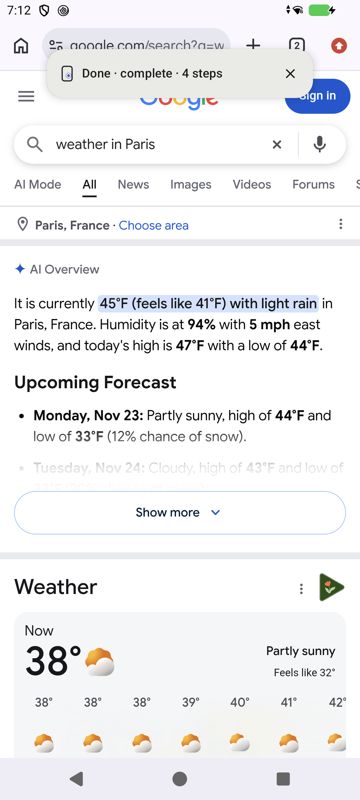 7:12
google.com/search?q=w
2
Done · complete · 4 steps
Google
Sign in
weather in Paris
AI Mode All News Images Videos Forums
Paris, France · Choose area
AI Overview
It is currently 45°F (feels like 41°F) with light rain in
Paris, France. Humidity is at 94% with 5 mph east
winds, and today's high is 47°F with a low of 44°F.
Upcoming Forecast
• Monday, Nov 23: Partly sunny, high of 44°F and
low of 33°F (12% chance of snow).
• Tuesday, Nov 24: Cloudy, high of 43°F and low of
Show more
Weather
Now
38°
Partly sunny
Feels like 32°
38° 38° 38° 39° 40° 41° 42°